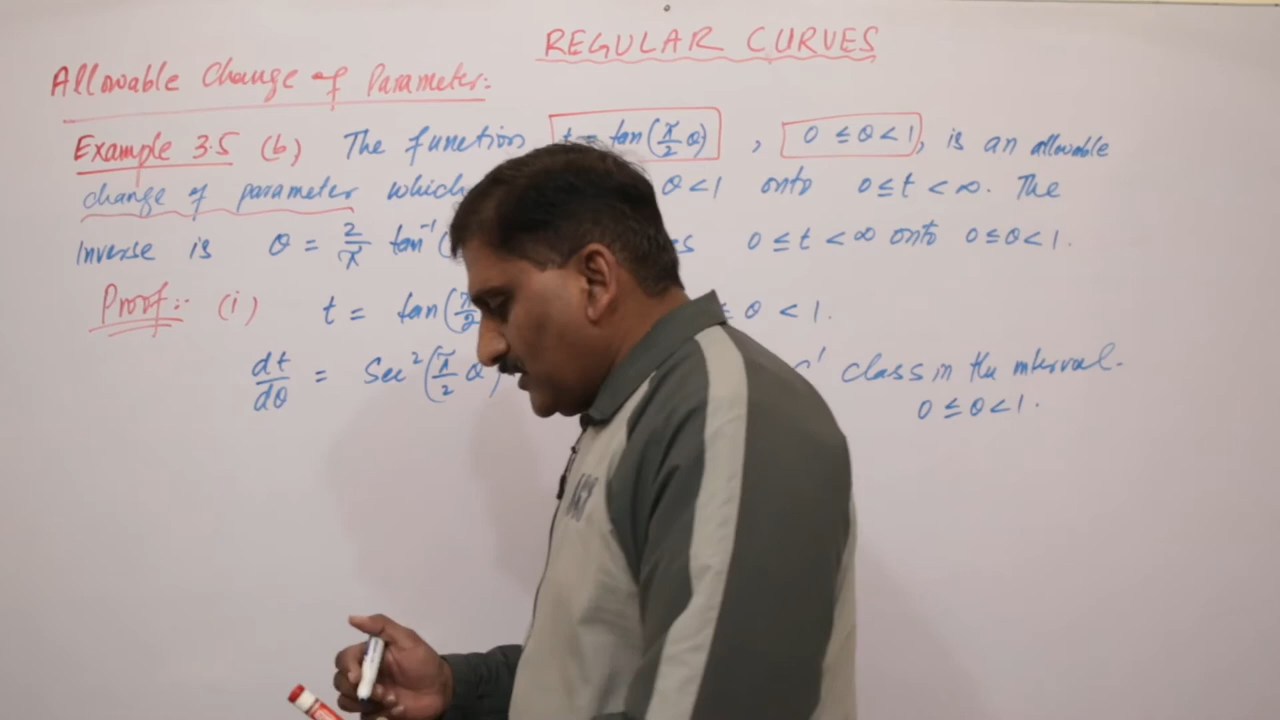 REGULAR CURVES
Allowable Change of Parameter:
Example 3.5 (b) The function t = tan(π/2 θ), 0 ≤ θ < 1, is an allowable
change of parameter which θ < 1 onto 0 ≤ t < ∞. The
Inverse is θ = 2/π tan⁻¹( 0 ≤ t < ∞ onto 0 ≤ θ < 1.
Proof:- (i) t = tan(π/2 θ < 1.
dt/dθ = Sec²(π/2 θ) class in the interval.
0 ≤ θ < 1.